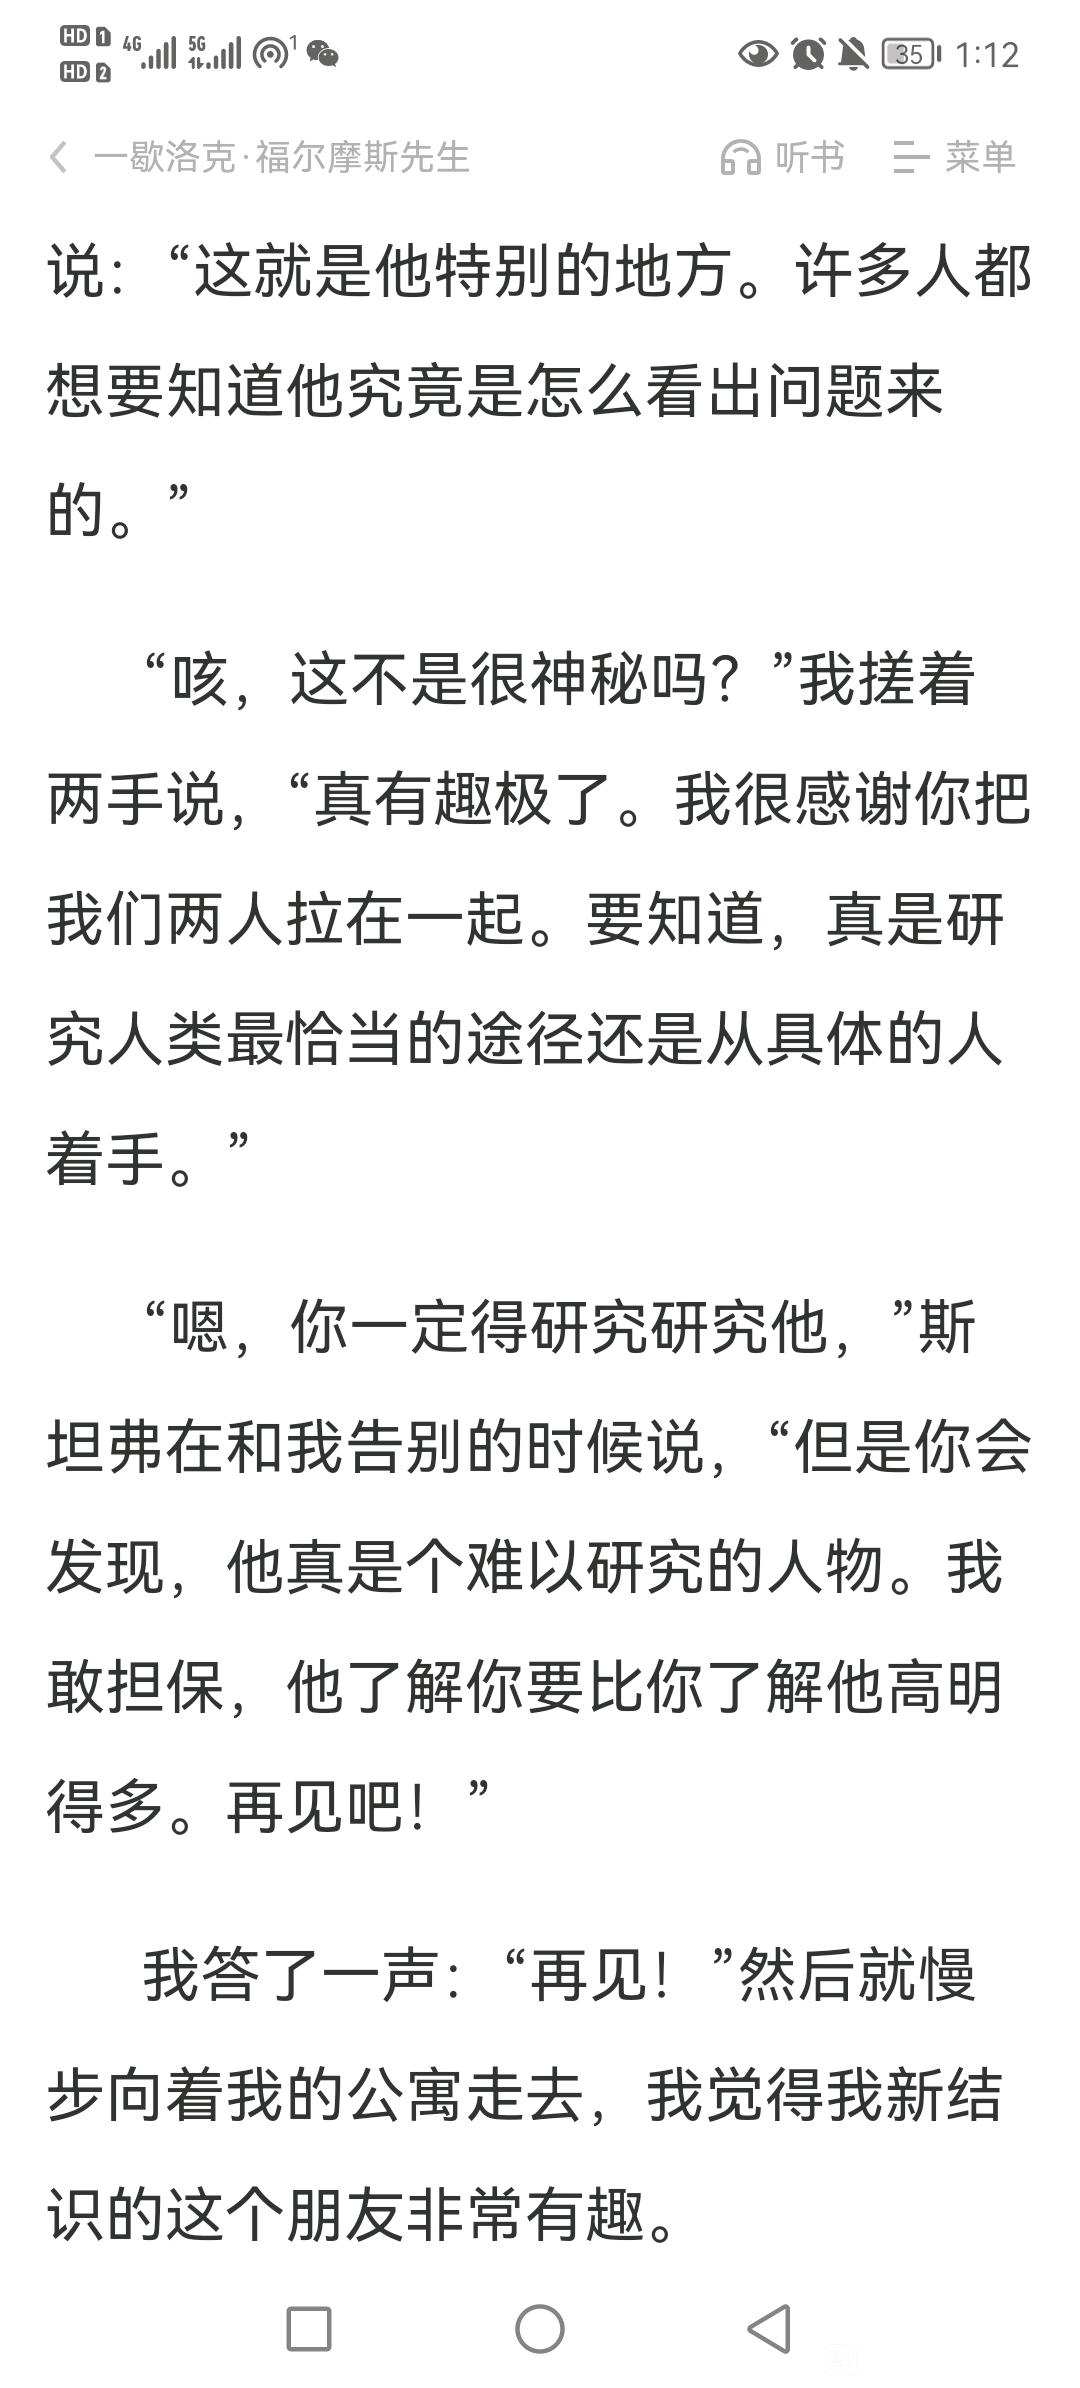 HD 1 4G 5G 1 35 1:12
HD 2
一歇洛克·福尔摩斯先生 听书 菜单
说：“这就是他特别的地方。许多人都
想要知道他究竟是怎么看出问题来
的。”
“咳，这不是很神秘吗？”我搓着
两手说，“真有趣极了。我很感谢你把
我们两人拉在一起。要知道，真是研
究人类最恰当的途径还是从具体的人
着手。”
“嗯，你一定得研究研究他，”斯
坦弗在和我告别的时候说，“但是你会
发现，他真是个难以研究的人物。我
敢担保，他了解你要比你了解他高明
得多。再见吧！”
我答了一声：“再见！”然后就慢
步向着我的公寓走去，我觉得我新结
识的这个朋友非常有趣。